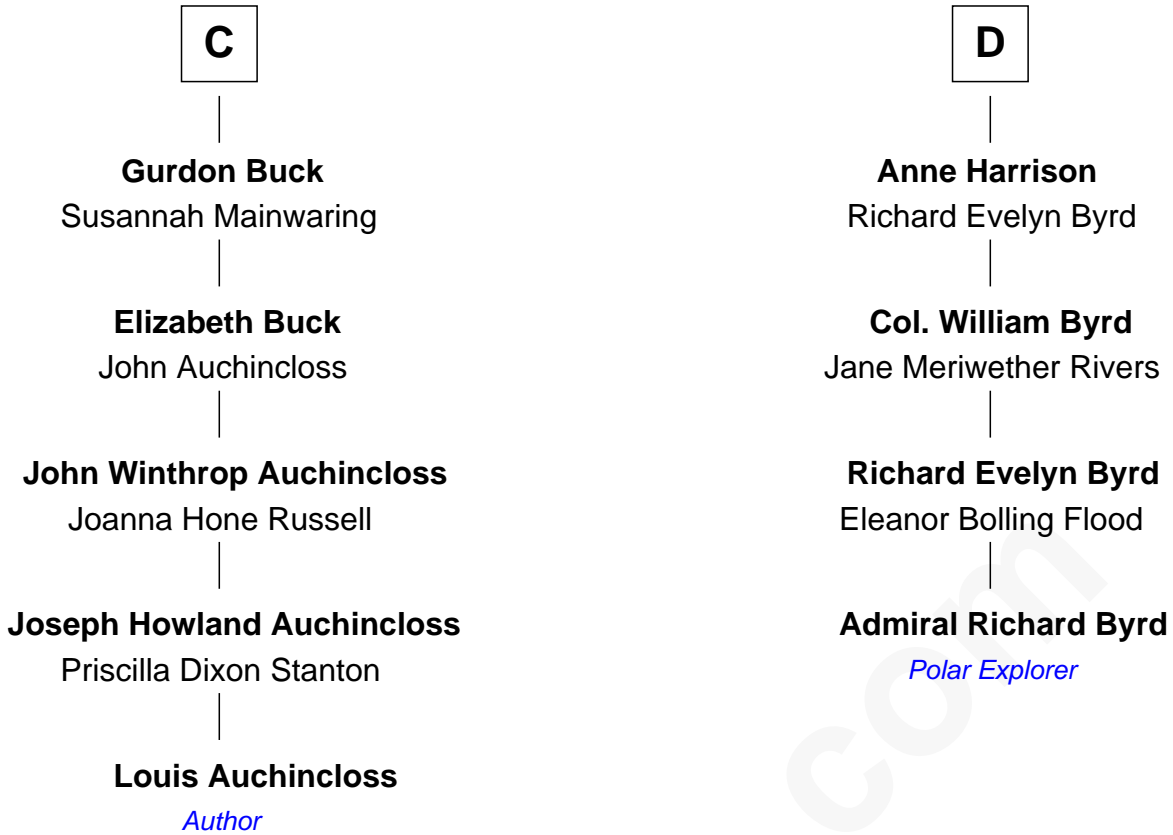 C
Gurdon Buck
Susannah Mainwaring
Elizabeth Buck
John Auchincloss
John Winthrop Auchincloss
Joanna Hone Russell
Joseph Howland Auchincloss
Priscilla Dixon Stanton
Louis Auchincloss
Author
D
Anne Harrison
Richard Evelyn Byrd
Col. William Byrd
Jane Meriwether Rivers
Richard Evelyn Byrd
Eleanor Bolling Flood
Admiral Richard Byrd
Polar Explorer
com